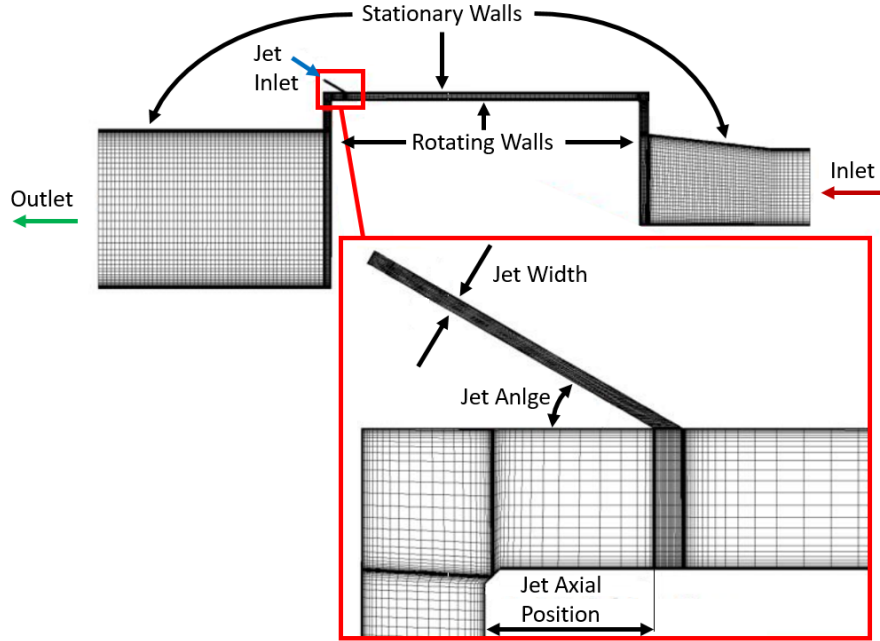 Stationary Walls
Jet
Inlet
Rotating Walls
Inlet
Outlet
Jet Width
Jet Anlge
Jet Axial
Position